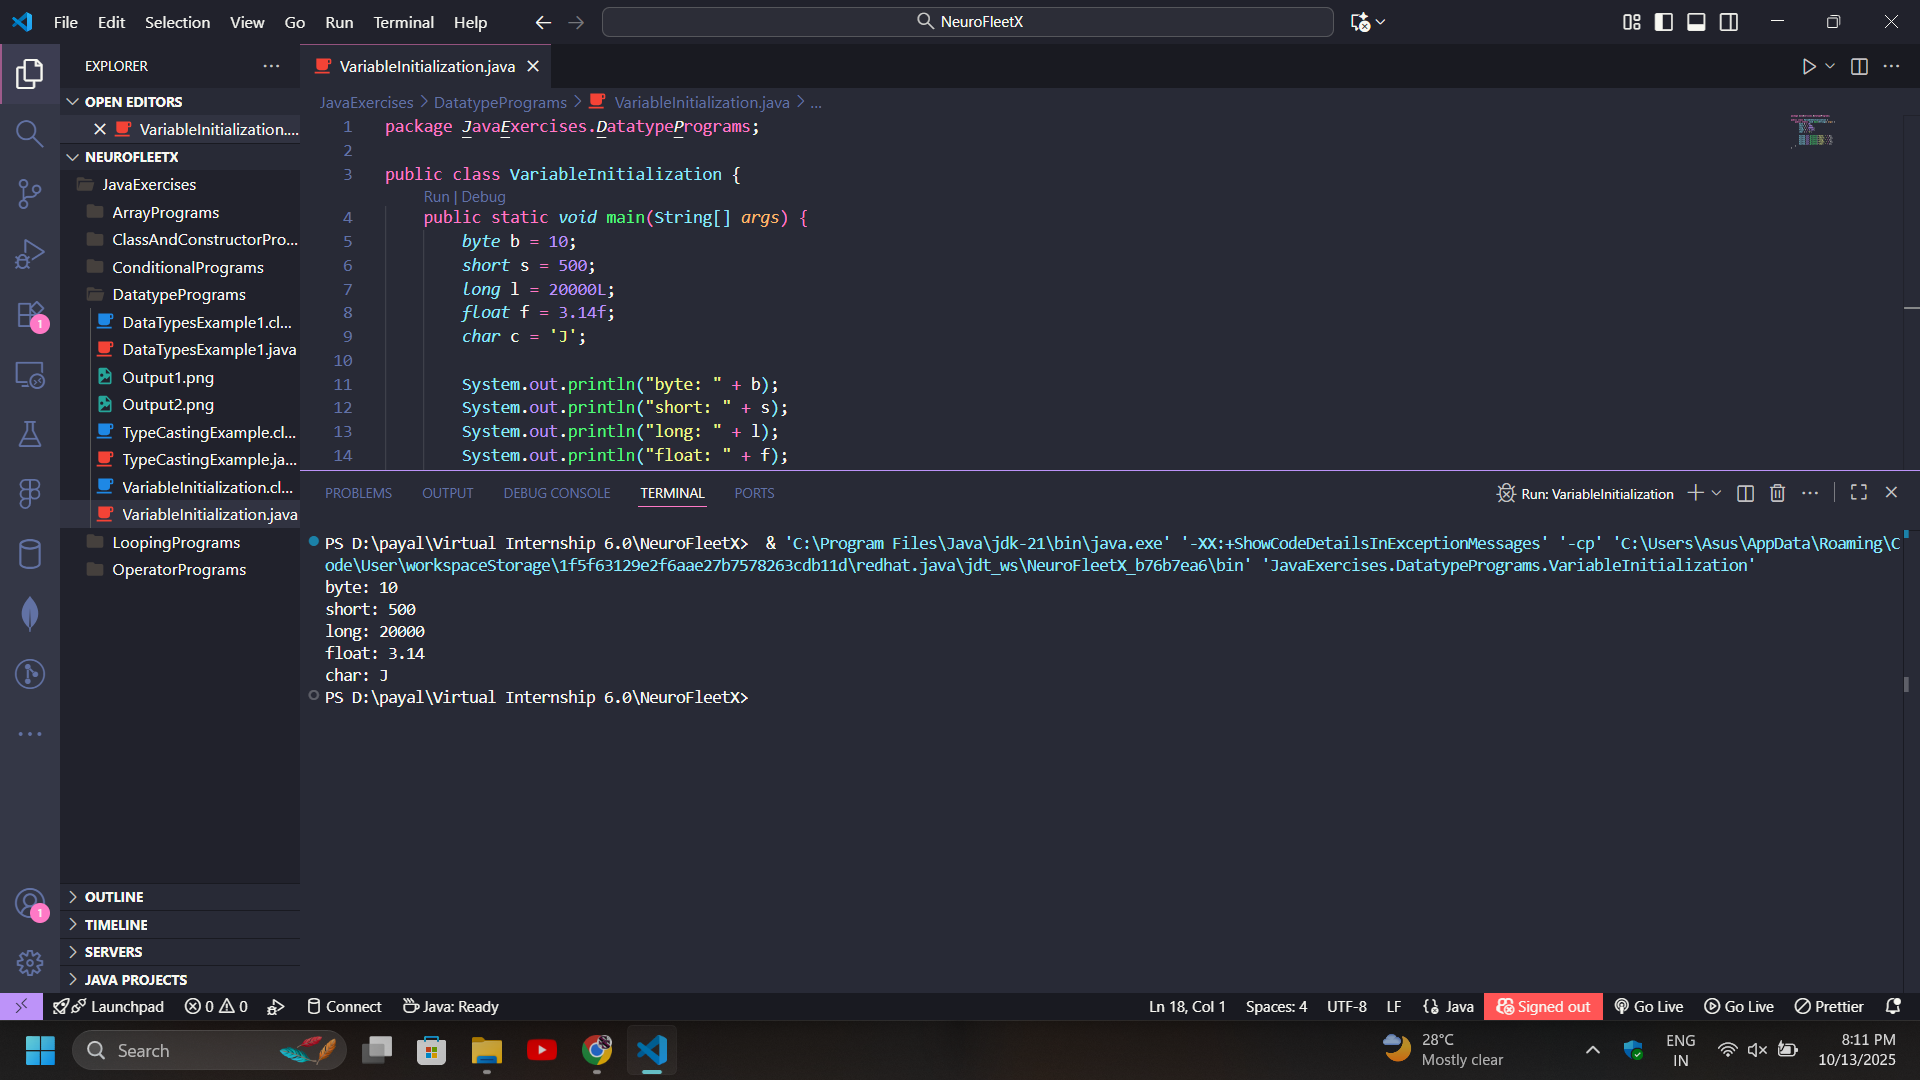 File Edit Selection View Go Run Terminal Help
NeuroFleetX
EXPLORER
OPEN EDITORS
VariableInitialization....
NEUROFLEETX
JavaExercises
ArrayPrograms
ClassAndConstructorPro...
ConditionalPrograms
DatatypePrograms
DataTypesExample1.cl...
DataTypesExample1.java
Output1.png
Output2.png
TypeCastingExample.cl...
TypeCastingExample.ja...
VariableInitialization.cl...
VariableInitialization.java
LoopingPrograms
OperatorPrograms
1
1
OUTLINE
TIMELINE
SERVERS
JAVA PROJECTS
VariableInitialization.java
JavaExercises > DatatypePrograms > VariableInitialization.java > ...
1 package JavaExercises.DatatypePrograms;
2
3 public class VariableInitialization {
Run | Debug
4 public static void main(String[] args) {
5 byte b = 10;
6 short s = 500;
7 long l = 20000L;
8 float f = 3.14f;
9 char c = 'J';
10
11 System.out.println("byte: " + b);
12 System.out.println("short: " + s);
13 System.out.println("long: " + l);
14 System.out.println("float: " + f);
PROBLEMS OUTPUT DEBUG CONSOLE TERMINAL PORTS
Run: VariableInitialization
PS D:\payal\Virtual Internship 6.0\NeuroFleetX> & 'C:\Program Files\Java\jdk-21\bin\java.exe' '-XX:+ShowCodeDetailsInExceptionMessages' '-cp' 'C:\Users\Asus\AppData\Roaming\C
ode\User\workspaceStorage\1f5f63129e2f6aae27b7578263cdb11d\redhat.java\jdt_ws\NeuroFleetX_b76b7ea6\bin' 'JavaExercises.DatatypePrograms.VariableInitialization'
byte: 10
short: 500
long: 20000
float: 3.14
char: J
PS D:\payal\Virtual Internship 6.0\NeuroFleetX>
Launchpad 0 0 Connect Java: Ready
Ln 18, Col 1 Spaces: 4 UTF-8 LF {} Java Signed out Go Live Go Live Prettier
Search
28°C
Mostly clear
ENG
IN
8:11 PM
10/13/2025